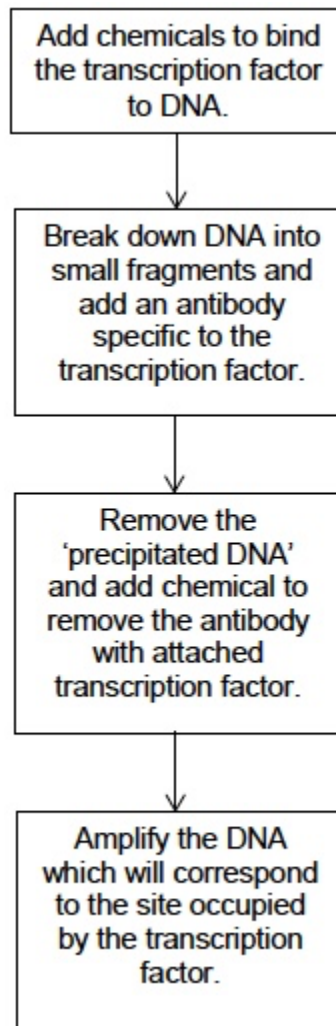 Add chemicals to bind
the transcription factor
to DNA.
Break down DNA into
small fragments and
add an antibody
specific to the
transcription factor.
Remove the
‘precipitated DNA’
and add chemical to
remove the antibody
with attached
transcription factor.
Amplify the DNA
which will correspond
to the site occupied
by the transcription
factor.